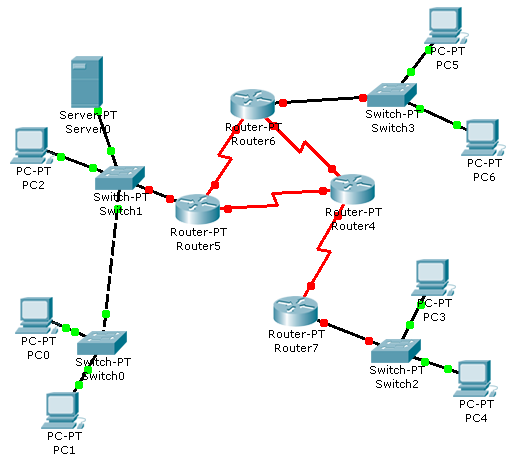 PC-PT
PC5
Server-PT
Server0
Switch-PT
Switch3
Router-PT
Router6
PC-PT
PC2
PC-PT
PC6
Switch-PT
Switch1
Router-PT
Router4
Router-PT
Router5
PC-PT
PC3
PC-PT
PC0
Router-PT
Router7
Switch-PT
Switch0
Switch-PT
Switch2
PC-PT
PC4
PC-PT
PC1